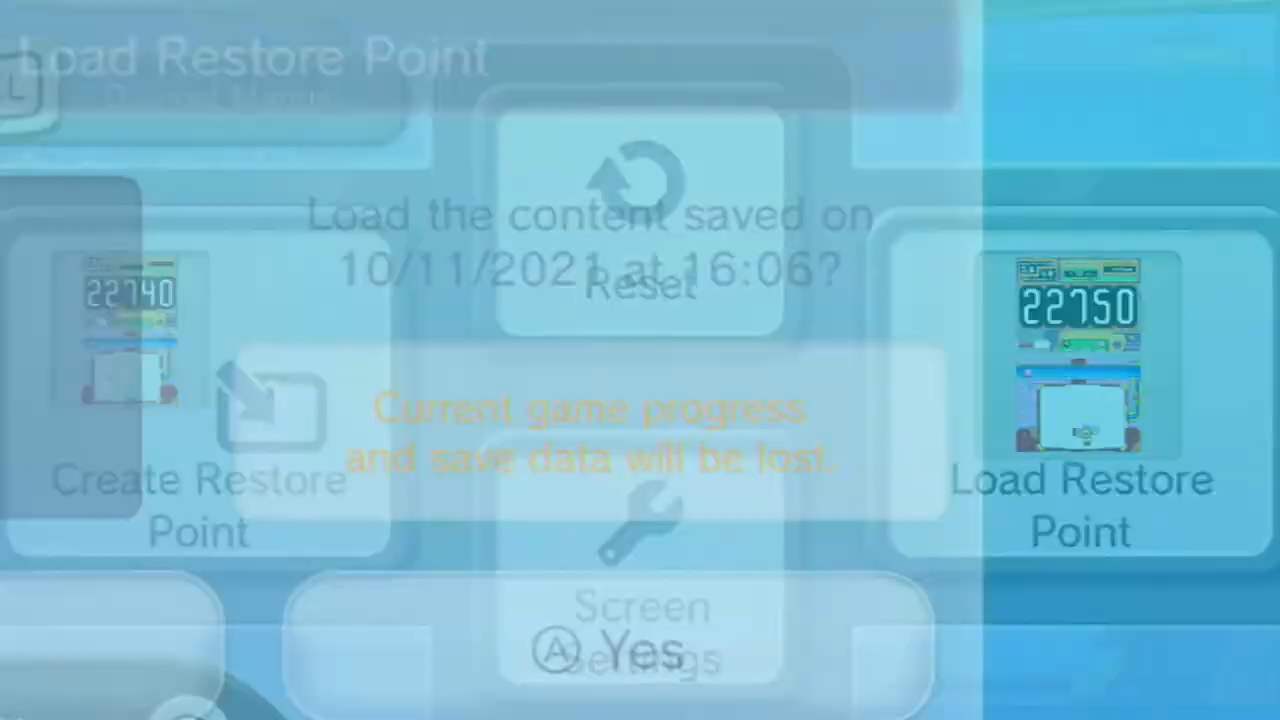 Load Restore Point
L
Load the content saved on
10/11/2021 at 16:06?
Reset
22740
22750
Current game progress
and save data will be lost.
Create Restore
Point
Load Restore
Point
Screen
Settings
A Yes